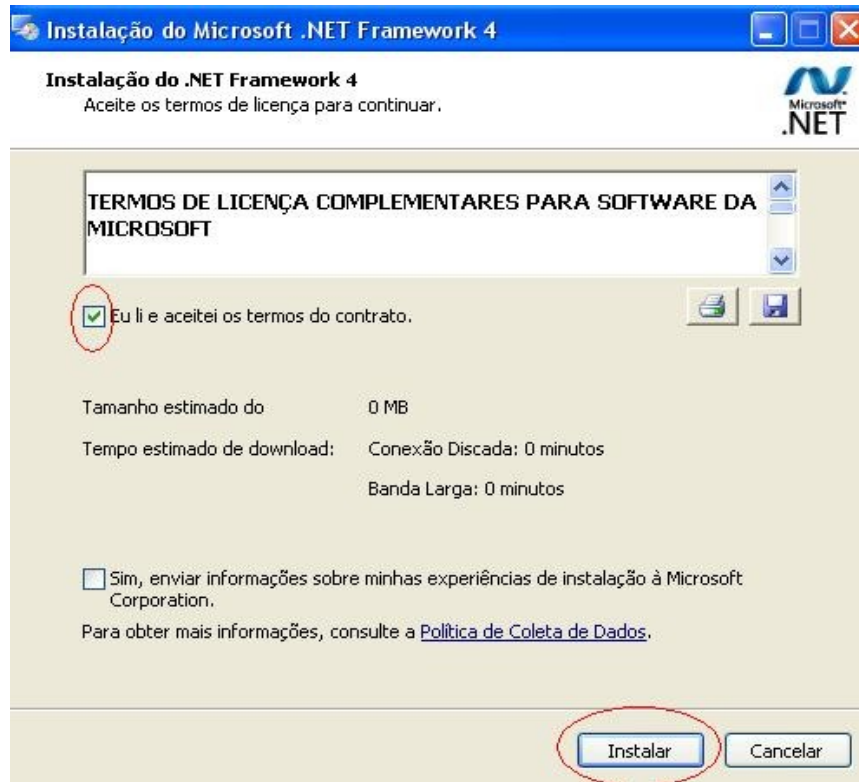 Instalação do Microsoft .NET Framework 4
Instalação do .NET Framework 4
Aceite os termos de licença para continuar.
Microsoft®
.NET
TERMOS DE LICENÇA COMPLEMENTARES PARA SOFTWARE DA
MICROSOFT
Eu li e aceitei os termos do contrato.
Tamanho estimado do 0 MB
Tempo estimado de download: Conexão Discada: 0 minutos
Banda Larga: 0 minutos
Sim, enviar informações sobre minhas experiências de instalação à Microsoft
Corporation.
Para obter mais informações, consulte a Política de Coleta de Dados.
Instalar Cancelar